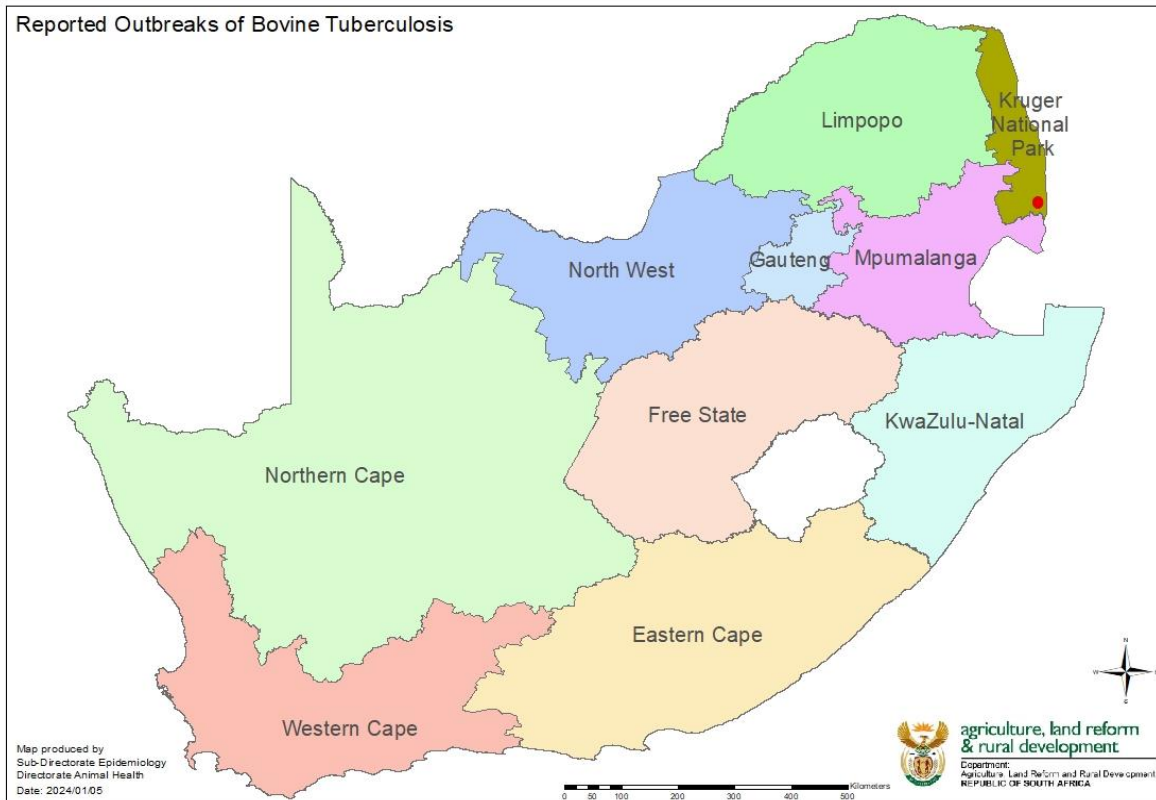 Reported Outbreaks of Bovine Tuberculosis
Limpopo
Kruger
National
Park
North West
Gauteng
Mpumalanga
Free State
KwaZulu-Natal
Northern Cape
Eastern Cape
Western Cape
N
W
S
Map produced by
Sub-Directorate Epidemiology
Directorate Animal Health
Date: 2024/01/05
Kilometers
0 50 100 200 300 400 500
agriculture, land reform
& rural development
Department:
Agriculture, Land Reform and Rural Development
REPUBLIC OF SOUTH AFRICA